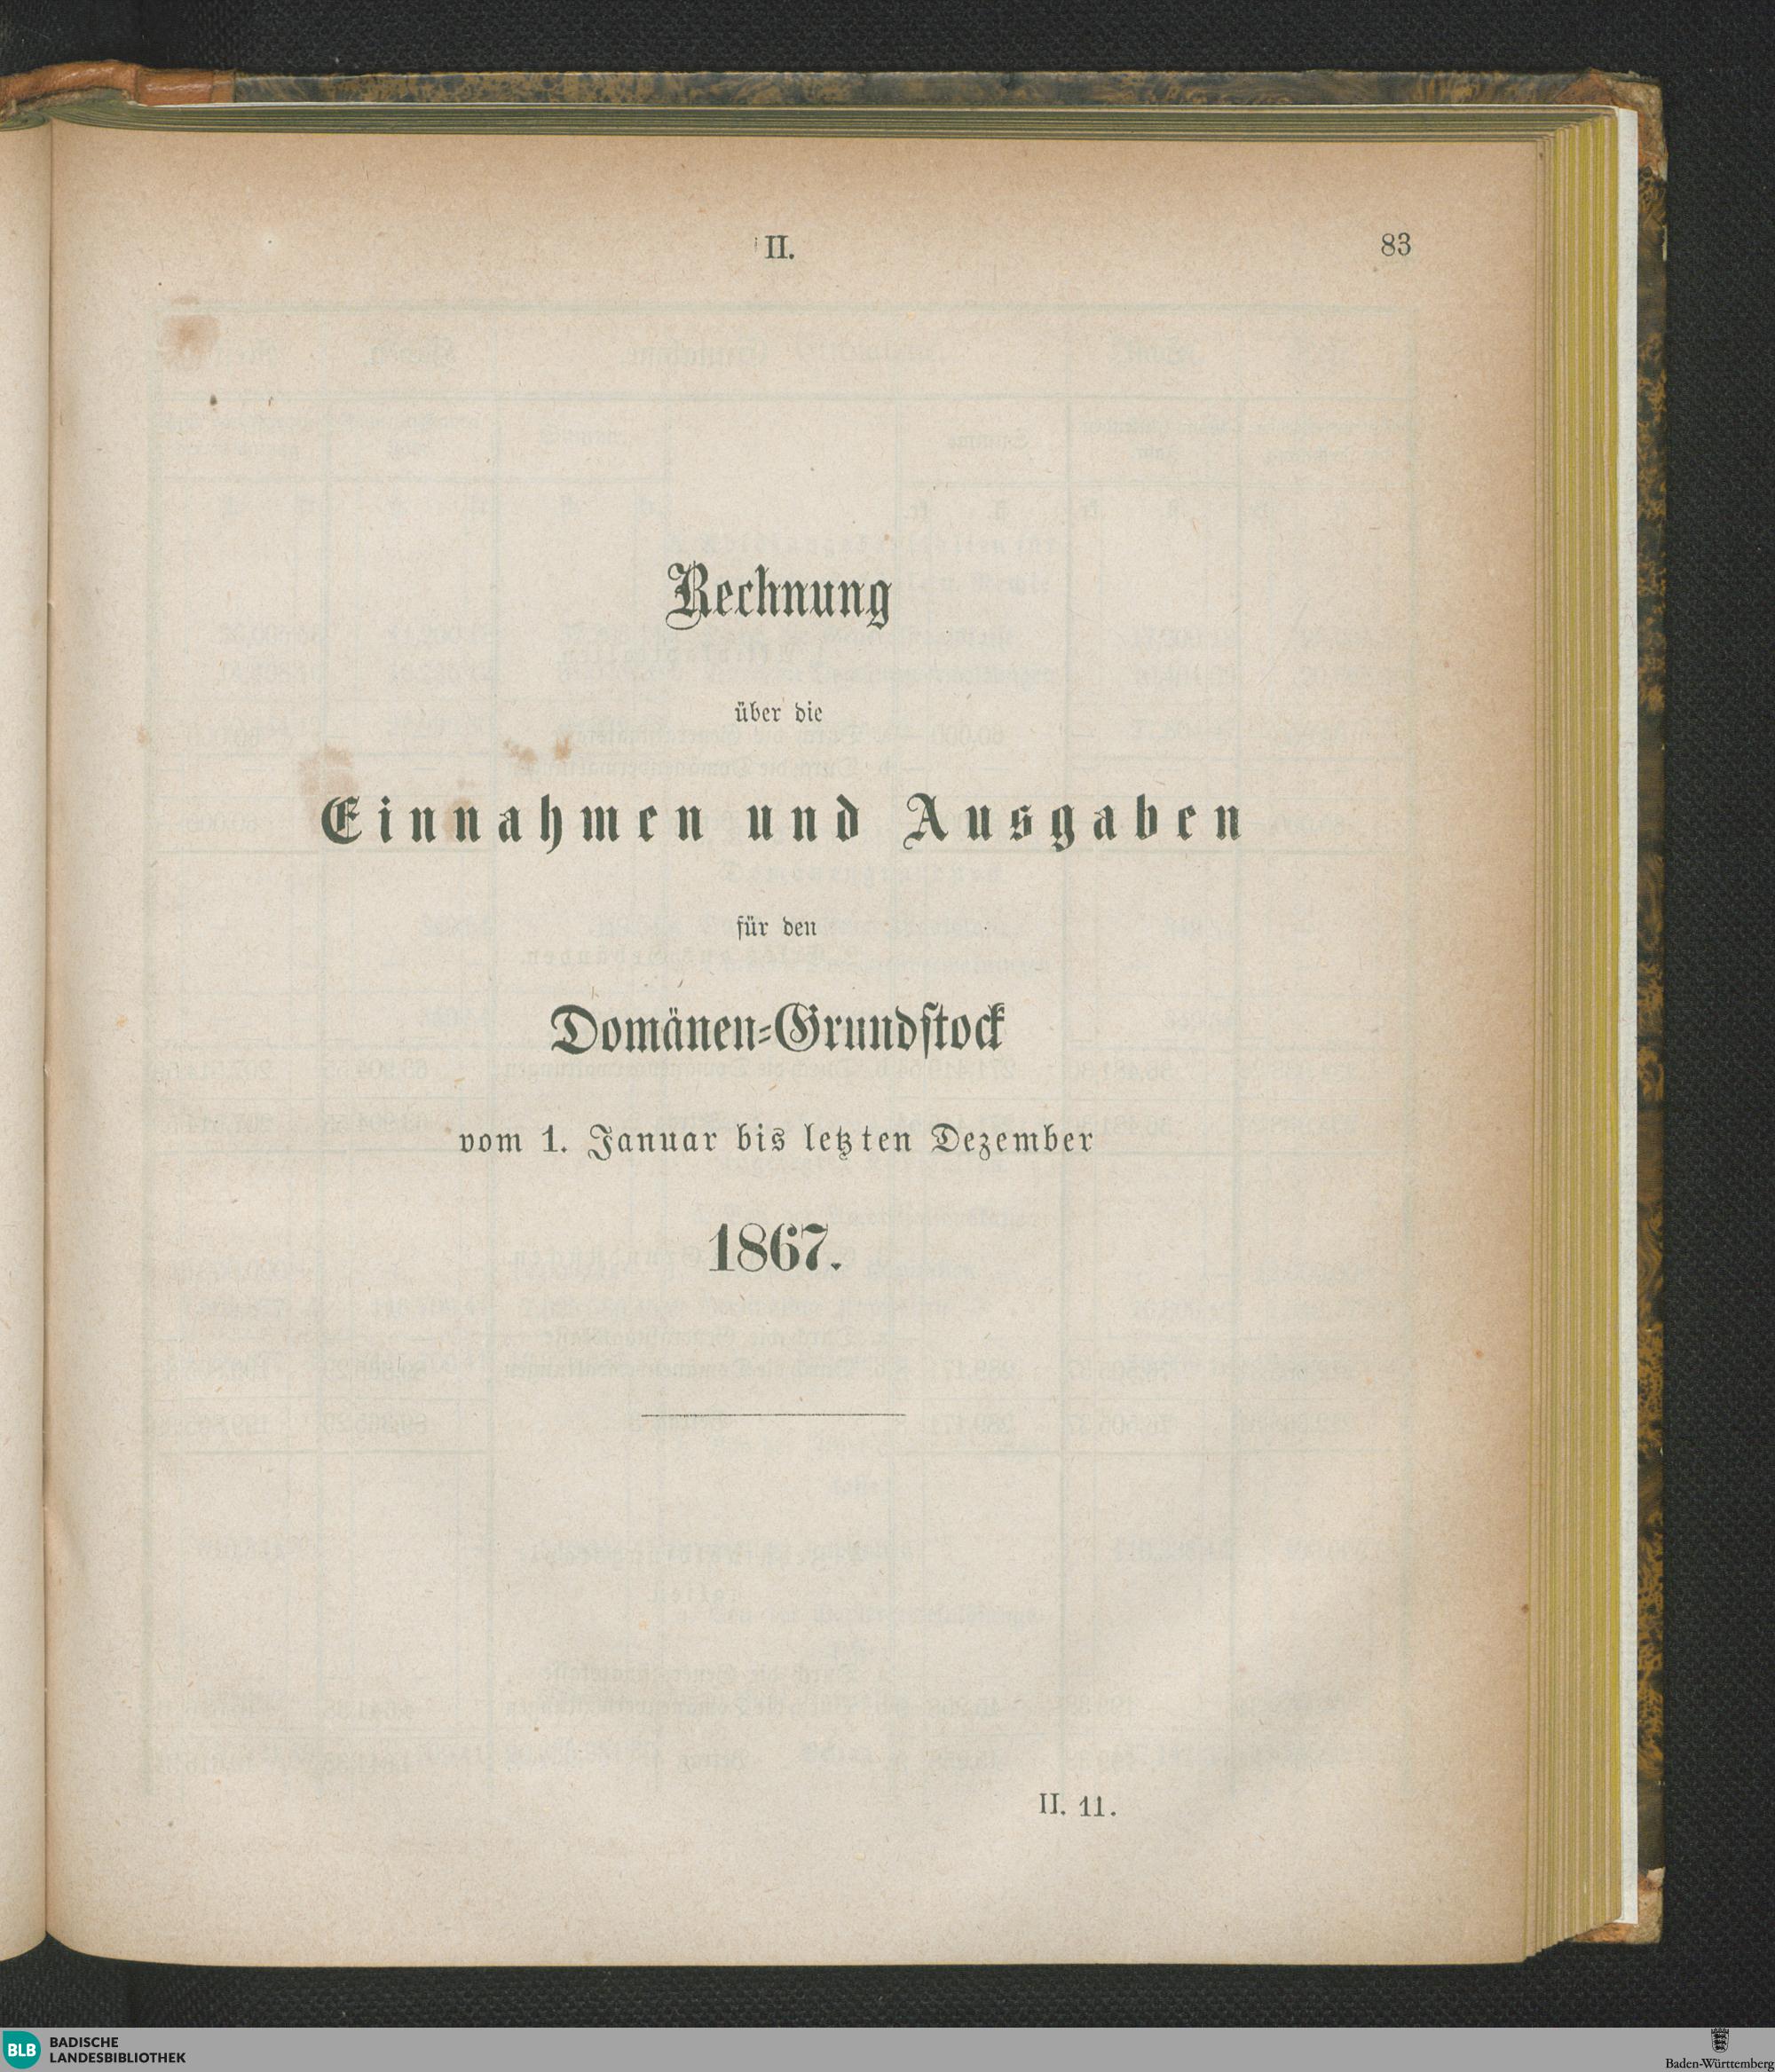 II.
83
Rechnung
über die
Einnahmen und Ausgaben
für den
Domänen-Grundstock
vom 1. Januar bis letzten Dezember
1867.
II. 11.
BLB
BADISCHE
LANDESBIBLIOTHEK
Baden-Württemberg